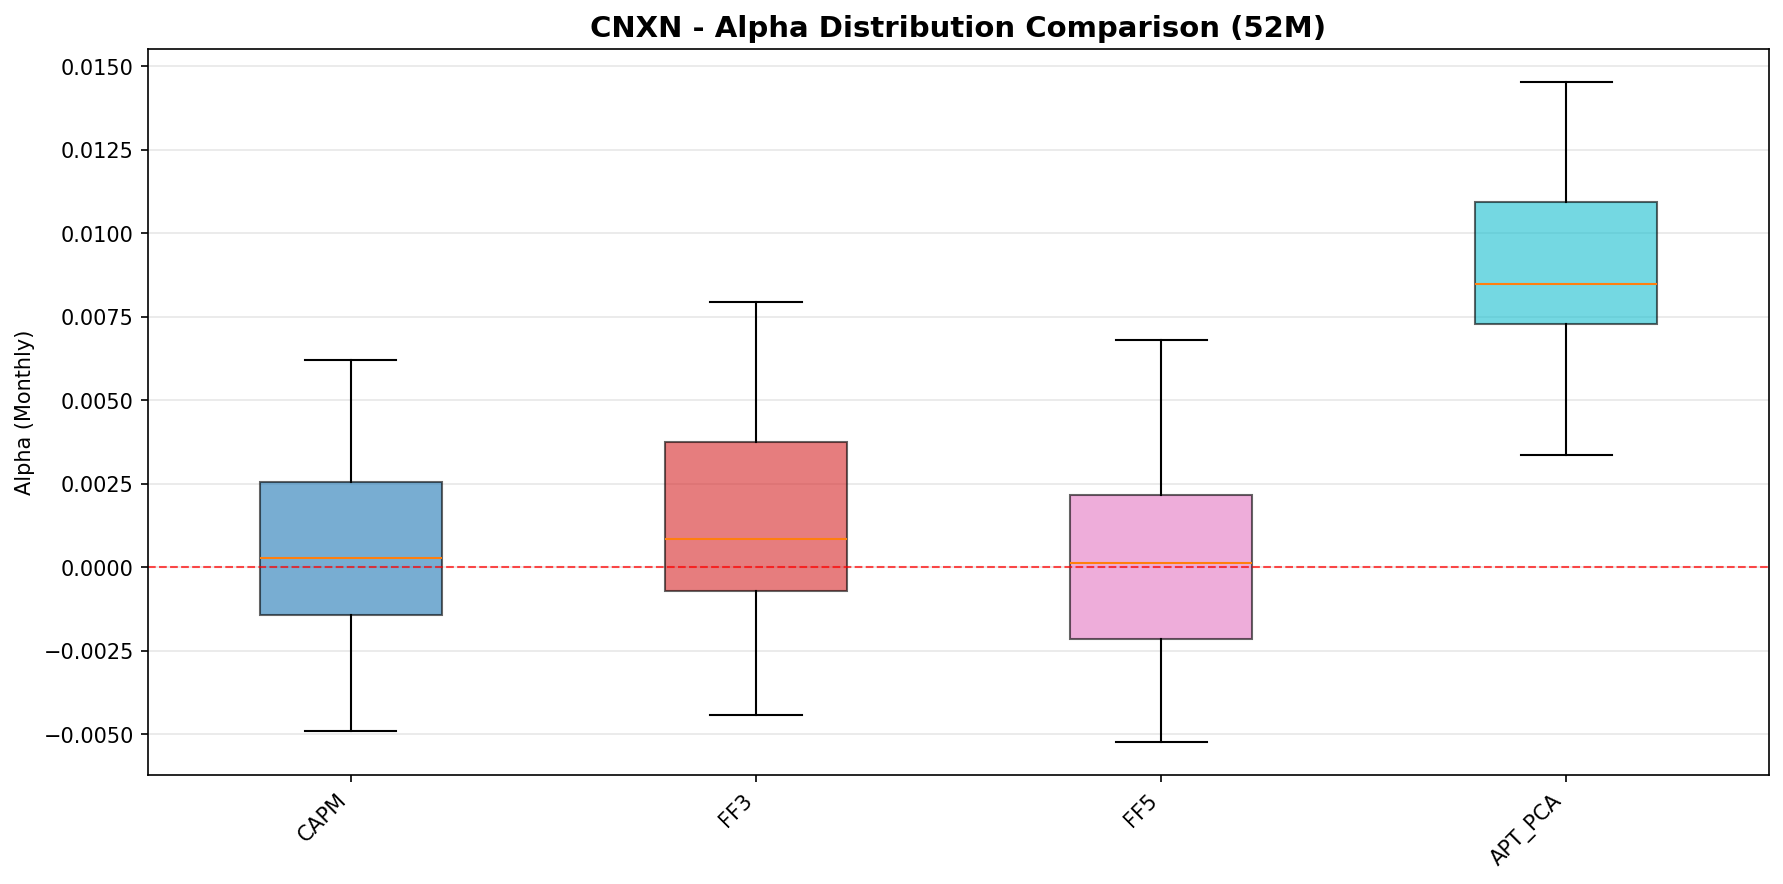 CNXN - Alpha Distribution Comparison (52M)
Alpha (Monthly)
0.0150
0.0125
0.0100
0.0075
0.0050
0.0025
0.0000
−0.0025
−0.0050
CAPM
FF3
FF5
APT_PCA